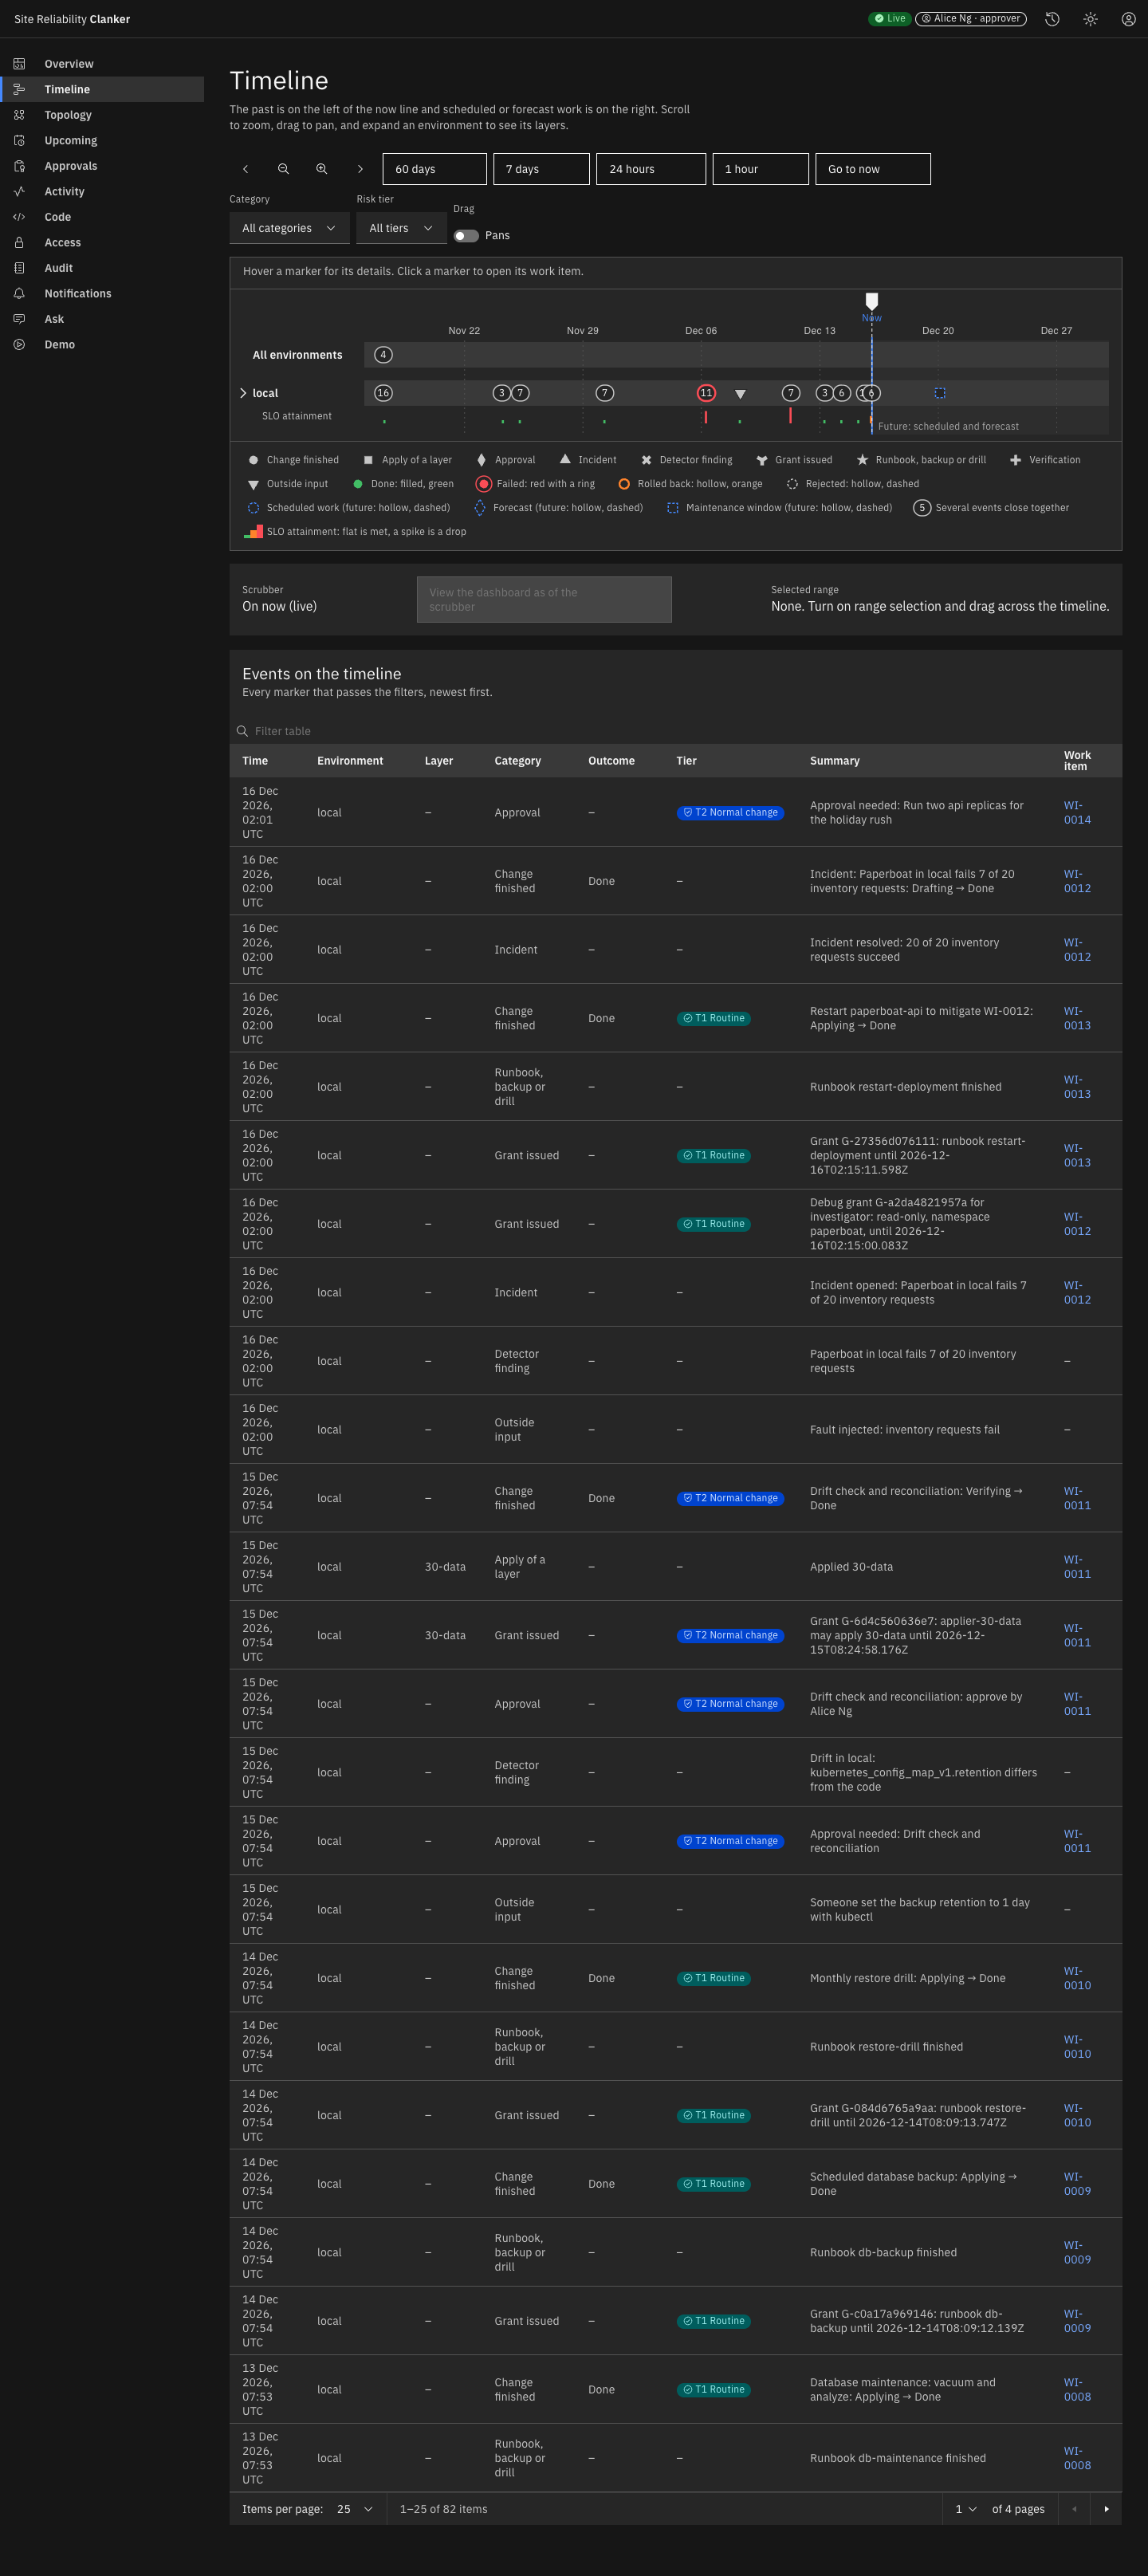 Site Reliability Clanker
Live
Alice Ng · approver
Overview
Timeline
Topology
Upcoming
Approvals
Activity
Code
Access
Audit
Notifications
Ask
Demo
Timeline
The past is on the left of the now line and scheduled or forecast work is on the right. Scroll
to zoom, drag to pan, and expand an environment to see its layers.
60 days
7 days
24 hours
1 hour
Go to now
Category
Risk tier
Drag
All categories
All tiers
Pans
Hover a marker for its details. Click a marker to open its work item.
Now
Nov 22
Nov 29
Dec 06
Dec 13
Dec 20
Dec 27
All environments
4
local
16
3
7
7
11
7
3
6
6
SLO attainment
Future: scheduled and forecast
Change finished
Apply of a layer
Approval
Incident
Detector finding
Grant issued
Runbook, backup or drill
Verification
Outside input
Done: filled, green
Failed: red with a ring
Rolled back: hollow, orange
Rejected: hollow, dashed
Scheduled work (future: hollow, dashed)
Forecast (future: hollow, dashed)
Maintenance window (future: hollow, dashed)
5
Several events close together
SLO attainment: flat is met, a spike is a drop
Scrubber
On now (live)
View the dashboard as of the
scrubber
Selected range
None. Turn on range selection and drag across the timeline.
Events on the timeline
Every marker that passes the filters, newest first.
Filter table
Time
Environment
Layer
Category
Outcome
Tier
Summary
Work
item
16 Dec
2026,
02:01
UTC
local
–
Approval
–
T2 Normal change
Approval needed: Run two api replicas for
the holiday rush
WI-
0014
16 Dec
2026,
02:00
UTC
local
–
Change
finished
Done
–
Incident: Paperboat in local fails 7 of 20
inventory requests: Drafting → Done
WI-
0012
16 Dec
2026,
02:00
UTC
local
–
Incident
–
–
Incident resolved: 20 of 20 inventory
requests succeed
WI-
0012
16 Dec
2026,
02:00
UTC
local
–
Change
finished
Done
T1 Routine
Restart paperboat-api to mitigate WI-0012:
Applying → Done
WI-
0013
16 Dec
2026,
02:00
UTC
local
–
Runbook,
backup or
drill
–
–
Runbook restart-deployment finished
WI-
0013
16 Dec
2026,
02:00
UTC
local
–
Grant issued
–
T1 Routine
Grant G-27356d076111: runbook restart-
deployment until 2026-12-
16T02:15:11.598Z
WI-
0013
16 Dec
2026,
02:00
UTC
local
–
Grant issued
–
T1 Routine
Debug grant G-a2da4821957a for
investigator: read-only, namespace
paperboat, until 2026-12-
16T02:15:00.083Z
WI-
0012
16 Dec
2026,
02:00
UTC
local
–
Incident
–
–
Incident opened: Paperboat in local fails 7
of 20 inventory requests
WI-
0012
16 Dec
2026,
02:00
UTC
local
–
Detector
finding
–
–
Paperboat in local fails 7 of 20 inventory
requests
–
16 Dec
2026,
02:00
UTC
local
–
Outside
input
–
–
Fault injected: inventory requests fail
–
15 Dec
2026,
07:54
UTC
local
–
Change
finished
Done
T2 Normal change
Drift check and reconciliation: Verifying →
Done
WI-
0011
15 Dec
2026,
07:54
UTC
local
30-data
Apply of a
layer
–
–
Applied 30-data
WI-
0011
15 Dec
2026,
07:54
UTC
local
30-data
Grant issued
–
T2 Normal change
Grant G-6d4c560636e7: applier-30-data
may apply 30-data until 2026-12-
15T08:24:58.176Z
WI-
0011
15 Dec
2026,
07:54
UTC
local
–
Approval
–
T2 Normal change
Drift check and reconciliation: approve by
Alice Ng
WI-
0011
15 Dec
2026,
07:54
UTC
local
–
Detector
finding
–
–
Drift in local:
kubernetes_config_map_v1.retention differs
from the code
–
15 Dec
2026,
07:54
UTC
local
–
Approval
–
T2 Normal change
Approval needed: Drift check and
reconciliation
WI-
0011
15 Dec
2026,
07:54
UTC
local
–
Outside
input
–
–
Someone set the backup retention to 1 day
with kubectl
–
14 Dec
2026,
07:54
UTC
local
–
Change
finished
Done
T1 Routine
Monthly restore drill: Applying → Done
WI-
0010
14 Dec
2026,
07:54
UTC
local
–
Runbook,
backup or
drill
–
–
Runbook restore-drill finished
WI-
0010
14 Dec
2026,
07:54
UTC
local
–
Grant issued
–
T1 Routine
Grant G-084d6765a9aa: runbook restore-
drill until 2026-12-14T08:09:13.747Z
WI-
0010
14 Dec
2026,
07:54
UTC
local
–
Change
finished
Done
T1 Routine
Scheduled database backup: Applying →
Done
WI-
0009
14 Dec
2026,
07:54
UTC
local
–
Runbook,
backup or
drill
–
–
Runbook db-backup finished
WI-
0009
14 Dec
2026,
07:54
UTC
local
–
Grant issued
–
T1 Routine
Grant G-c0a17a969146: runbook db-
backup until 2026-12-14T08:09:12.139Z
WI-
0009
13 Dec
2026,
07:53
UTC
local
–
Change
finished
Done
T1 Routine
Database maintenance: vacuum and
analyze: Applying → Done
WI-
0008
13 Dec
2026,
07:53
UTC
local
–
Runbook,
backup or
drill
–
–
Runbook db-maintenance finished
WI-
0008
Items per page:
25
1–25 of 82 items
1
of 4 pages